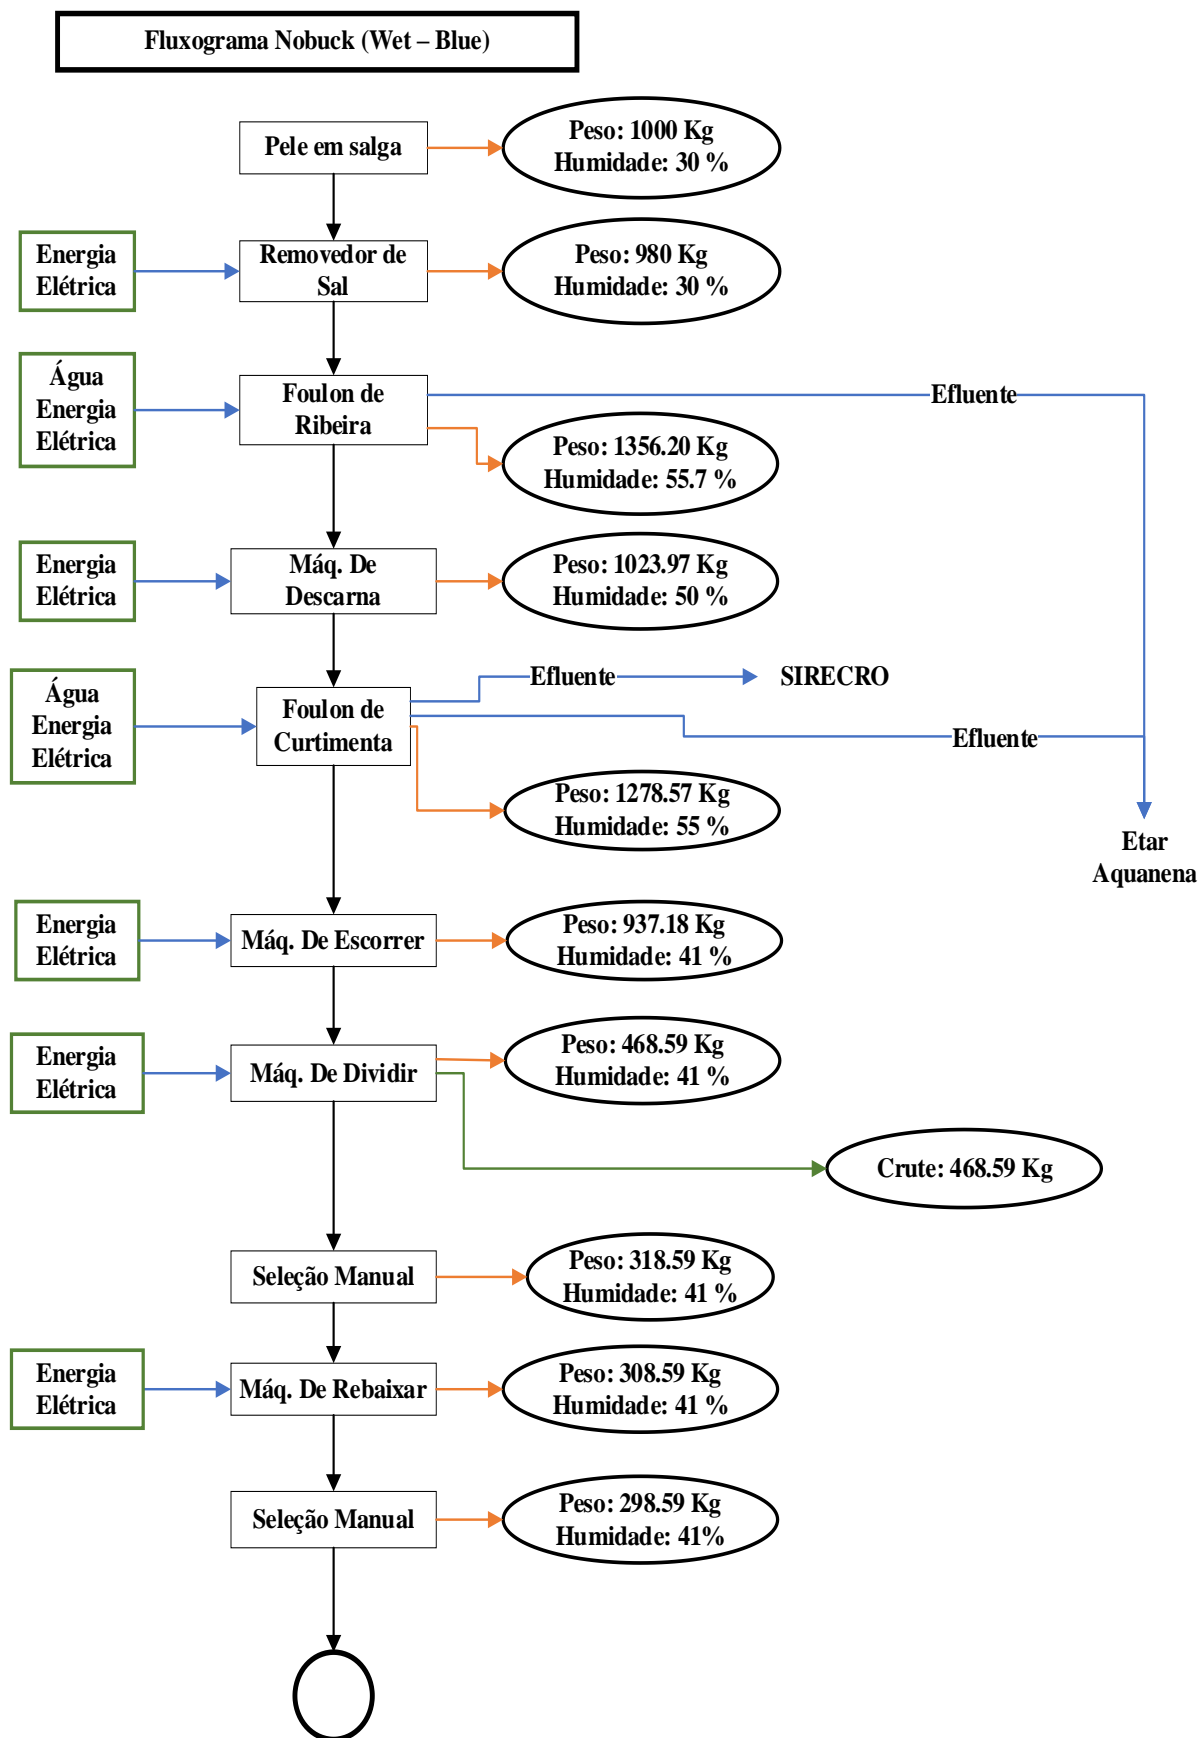 Fluxograma Nobuck (Wet – Blue)
Pele em salga
Peso: 1000 Kg
Humidade: 30 %
Energia
Elétrica
Removedor de
Sal
Peso: 980 Kg
Humidade: 30 %
Água
Energia
Elétrica
Foulon de
Ribeira
Efluente
Peso: 1356.20 Kg
Humidade: 55.7 %
Energia
Elétrica
Máq. De
Descarna
Peso: 1023.97 Kg
Humidade: 50 %
Água
Energia
Elétrica
Foulon de
Curtimenta
Efluente
SIRECRO
Efluente
Peso: 1278.57 Kg
Humidade: 55 %
Etar
Aquanena
Energia
Elétrica
Máq. De Escorrer
Peso: 937.18 Kg
Humidade: 41 %
Energia
Elétrica
Máq. De Dividir
Peso: 468.59 Kg
Humidade: 41 %
Crute: 468.59 Kg
Seleção Manual
Peso: 318.59 Kg
Humidade: 41 %
Energia
Elétrica
Máq. De Rebaixar
Peso: 308.59 Kg
Humidade: 41 %
Seleção Manual
Peso: 298.59 Kg
Humidade: 41%